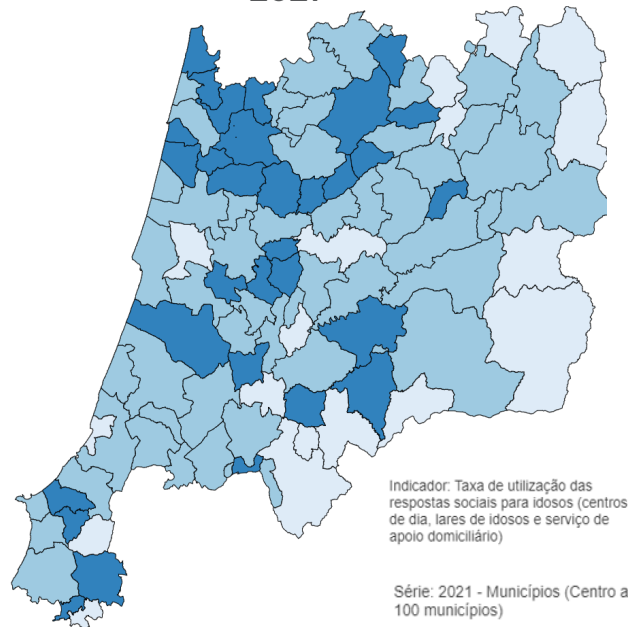 Indicador: Taxa de utilização das
respostas sociais para idosos (centros
de dia, lares de idosos e serviço de
apoio domiciliário)
Série: 2021 - Municípios (Centro a
100 municípios)